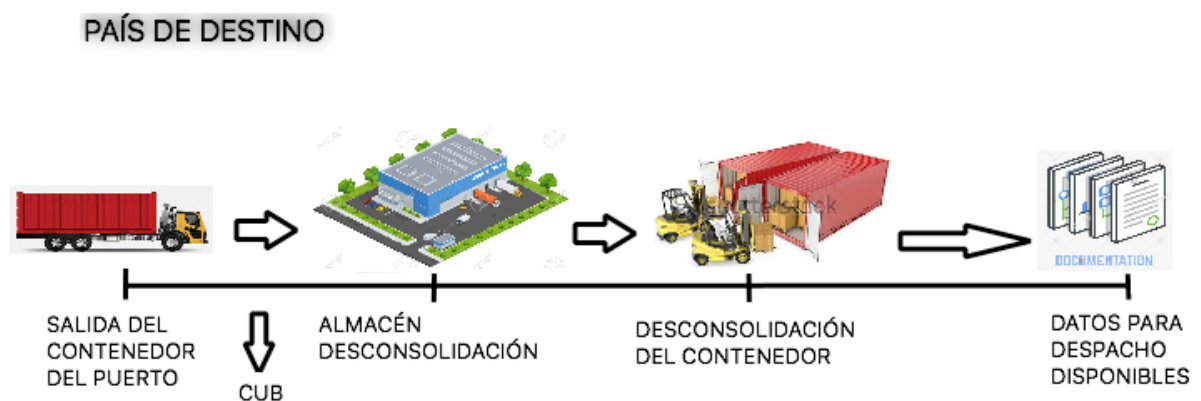 PAÍS DE DESTINO
shutterstock
DOCUMENTATION
SALIDA DEL
CONTENEDOR
DEL PUERTO
CUB
ALMACÉN
DESCONSOLIDACIÓN
DESCONSOLIDACIÓN
DEL CONTENEDOR
DATOS PARA
DESPACHO
DISPONIBLES